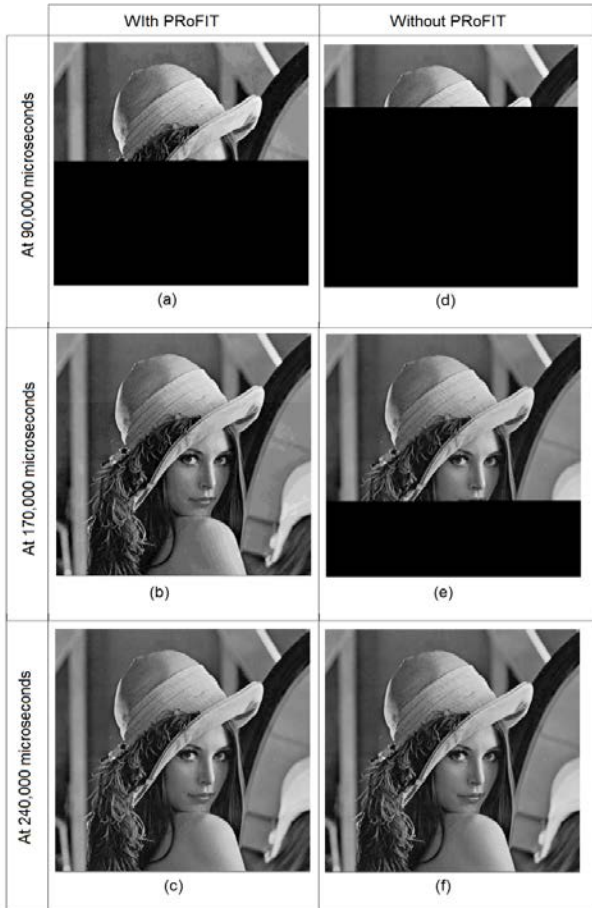 WIth PRoFIT
Without PRoFIT
At 90,000 microseconds
(a)
(d)
At 170,000 microseconds
(b)
(e)
At 240,000 microseconds
(c)
(f)